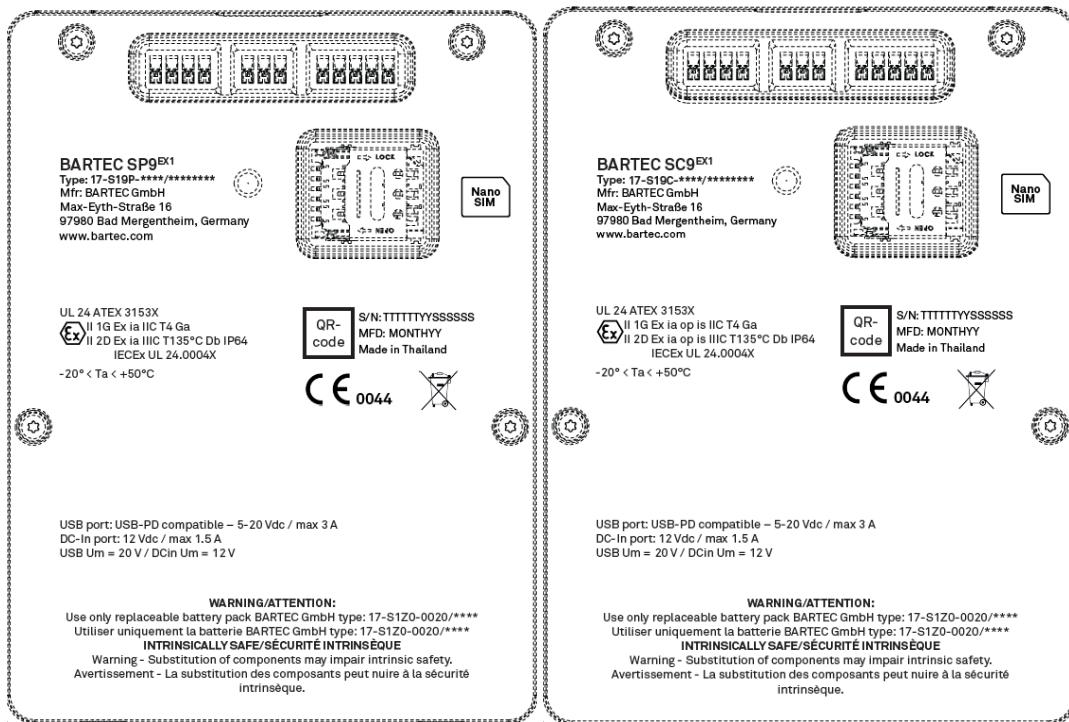 BARTEC SP9EX1
Type: 17-S19P-****/********
Mfr: BARTEC GmbH
Max-Eyth-Straße 16
97980 Bad Mergentheim, Germany
www.bartec.com
LOCK
OPEN
Nano
SIM
UL 24 ATEX 3153X
Ex
II 1G Ex ia IIC T4 Ga
II 2D Ex ia IIIC T135°C Db IP64
IECEx UL 24.0004X
-20° < Ta < +50°C
QR-
code
S/N: TTTTTTYYSSSSSS
MFD: MONTHYY
Made in Thailand
CE 0044
USB port: USB-PD compatible – 5-20 Vdc / max 3 A
DC-In port: 12 Vdc / max 1.5 A
USB Um = 20 V / DCin Um = 12 V
WARNING/ATTENTION:
Use only replaceable battery pack BARTEC GmbH type: 17-S1Z0-0020/****
Utiliser uniquement la batterie BARTEC GmbH type: 17-S1Z0-0020/****
INTRINSICALLY SAFE/SÉCURITÉ INTRINSÈQUE
Warning - Substitution of components may impair intrinsic safety.
Avertissement - La substitution des composants peut nuire à la sécurité
intrinsèque.
BARTEC SC9EX1
Type: 17-S19C-****/********
Mfr: BARTEC GmbH
Max-Eyth-Straße 16
97980 Bad Mergentheim, Germany
www.bartec.com
LOCK
OPEN
Nano
SIM
UL 24 ATEX 3153X
Ex
II 1G Ex ia op is IIC T4 Ga
II 2D Ex ia op is IIIC T135°C Db IP64
IECEx UL 24.0004X
-20° < Ta < +50°C
QR-
code
S/N: TTTTTTYYSSSSSS
MFD: MONTHYY
Made in Thailand
CE 0044
USB port: USB-PD compatible – 5-20 Vdc / max 3 A
DC-In port: 12 Vdc / max 1.5 A
USB Um = 20 V / DCin Um = 12 V
WARNING/ATTENTION:
Use only replaceable battery pack BARTEC GmbH type: 17-S1Z0-0020/****
Utiliser uniquement la batterie BARTEC GmbH type: 17-S1Z0-0020/****
INTRINSICALLY SAFE/SÉCURITÉ INTRINSÈQUE
Warning - Substitution of components may impair intrinsic safety.
Avertissement - La substitution des composants peut nuire à la sécurité
intrinsèque.